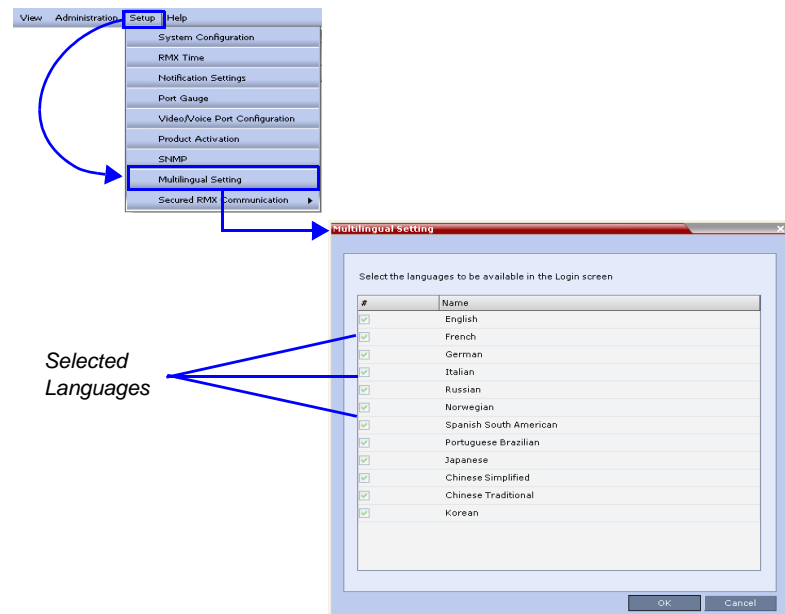 View Administration Setup Help
System Configuration
RMX Time
Notification Settings
Port Gauge
Video/Voice Port Configuration
Product Activation
SNMP
Multilingual Setting
Secured RMX Communication
Multilingual Setting
Select the languages to be available in the Login screen
# Name
English
French
German
Italian
Russian
Norwegian
Spanish South American
Portuguese Brazilian
Japanese
Chinese Simplified
Chinese Traditional
Korean
Selected
Languages
OK Cancel